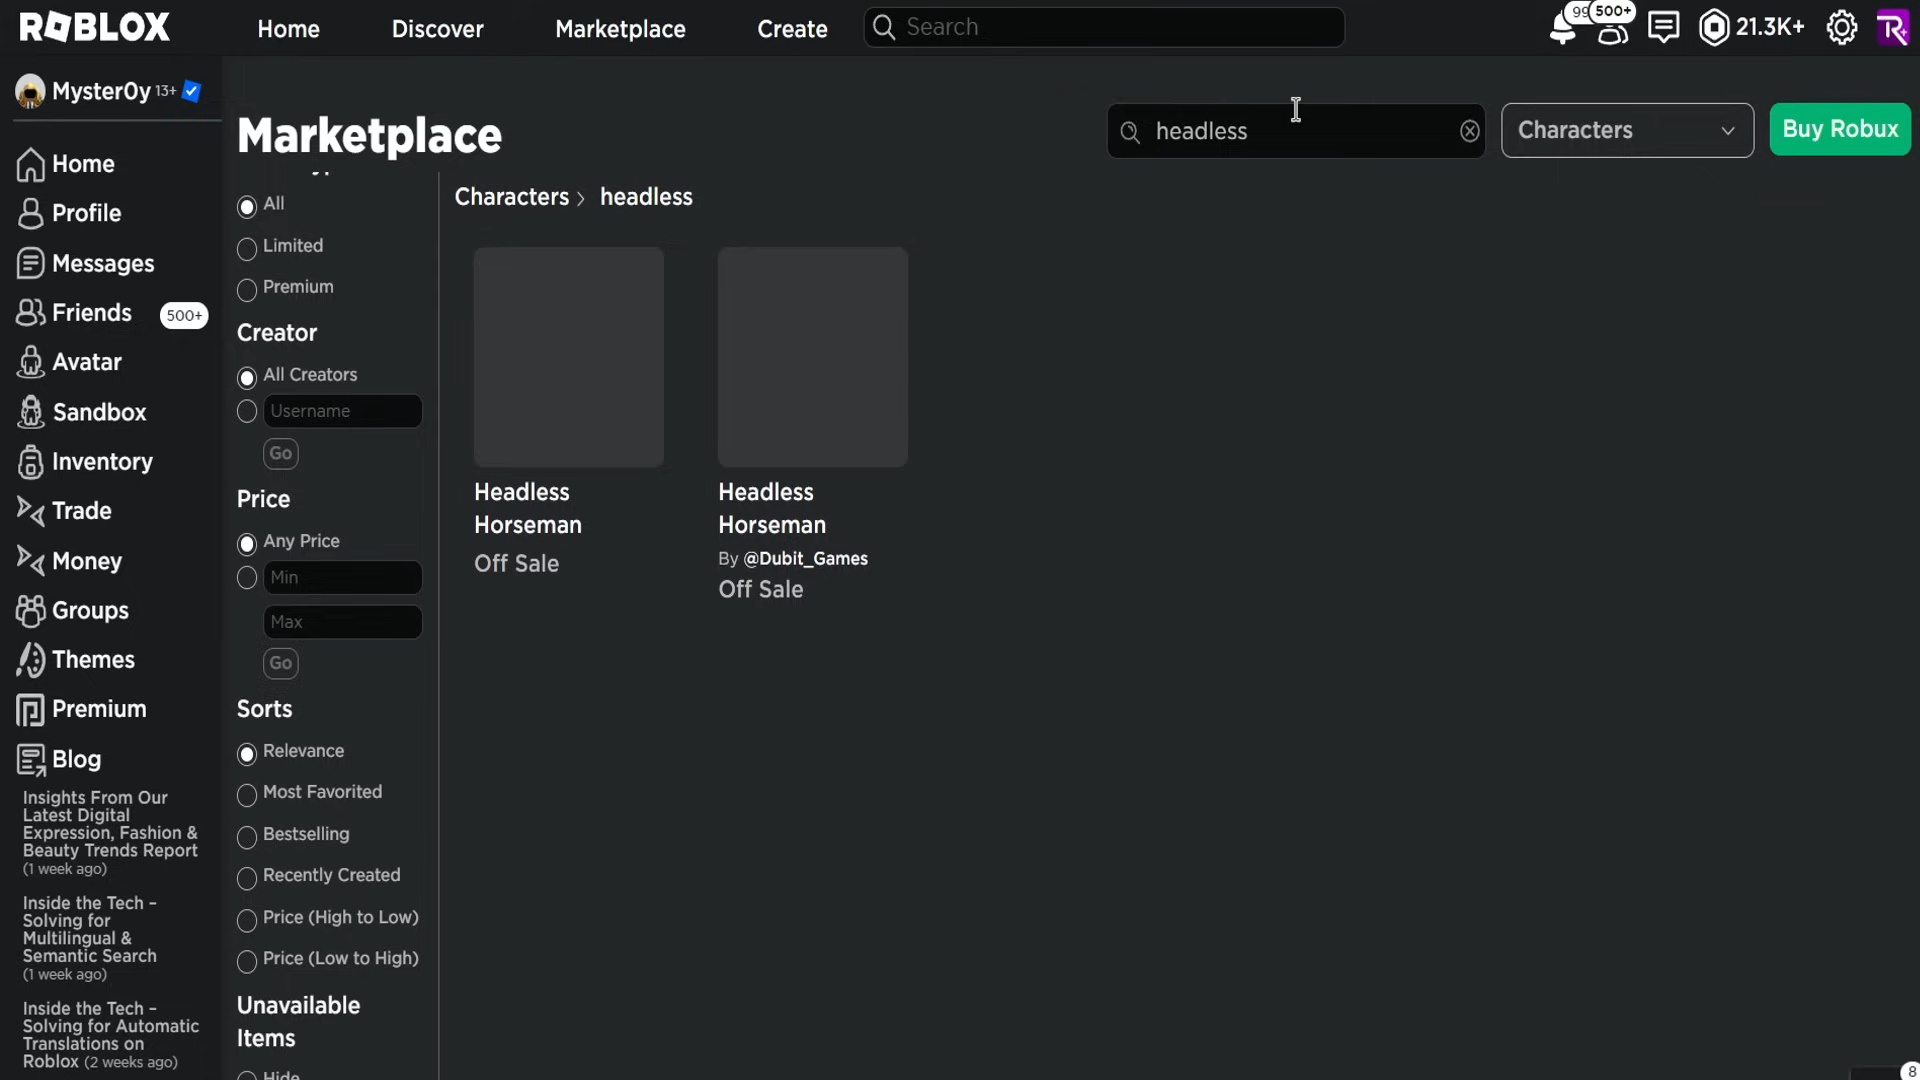 ROBLOX
Home
Discover
Marketplace
Create
Search
99
500+
21.3K+
MysterOy 13+
Home
Profile
Messages
Friends
500+
Avatar
Sandbox
Inventory
Trade
Money
Groups
Themes
Premium
Blog
Insights From Our
Latest Digital
Expression, Fashion &
Beauty Trends Report
(1 week ago)
Inside the Tech –
Solving for
Multilingual &
Semantic Search
(1 week ago)
Inside the Tech –
Solving for Automatic
Translations on
Roblox (2 weeks ago)
Marketplace
headless
Characters
Buy Robux
All
Limited
Premium
Creator
All Creators
Username
Go
Price
Any Price
Min
Max
Go
Sorts
Relevance
Most Favorited
Bestselling
Recently Created
Price (High to Low)
Price (Low to High)
Unavailable
Items
Hide
Characters > headless
Headless
Horseman
Off Sale
Headless
Horseman
By @Dubit_Games
Off Sale
8